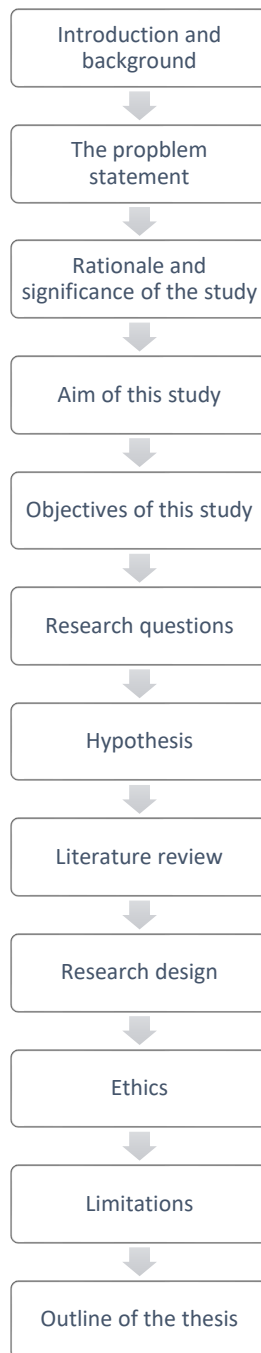 Introduction and
background
The propblem
statement
Rationale and
significance of the study
Aim of this study
Objectives of this study
Research questions
Hypothesis
Literature review
Research design
Ethics
Limitations
Outline of the thesis